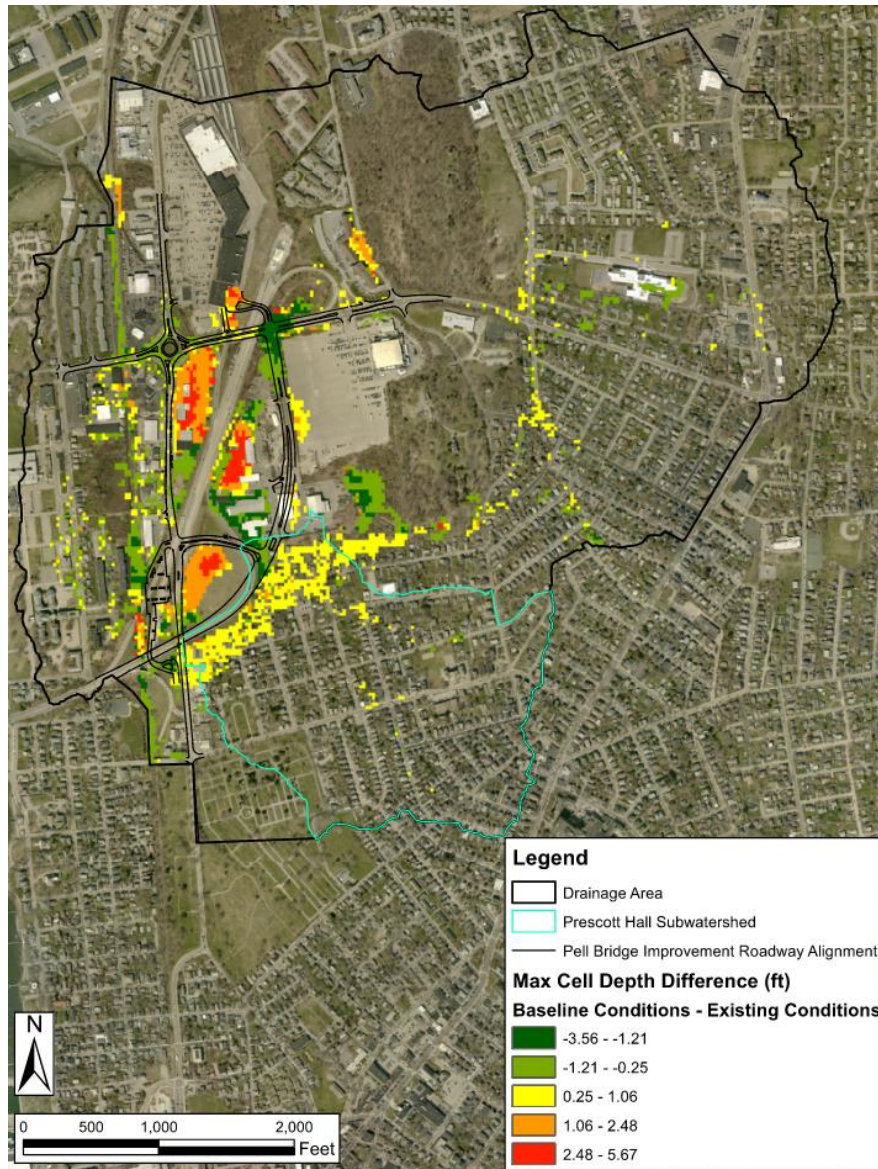 N
0 500 1,000 2,000
Feet
Legend
Drainage Area
Prescott Hall Subwatershed
Pell Bridge Improvement Roadway Alignment
Max Cell Depth Difference (ft)
Baseline Conditions - Existing Conditions
-3.56 - -1.21
-1.21 - -0.25
0.25 - 1.06
1.06 - 2.48
2.48 - 5.67